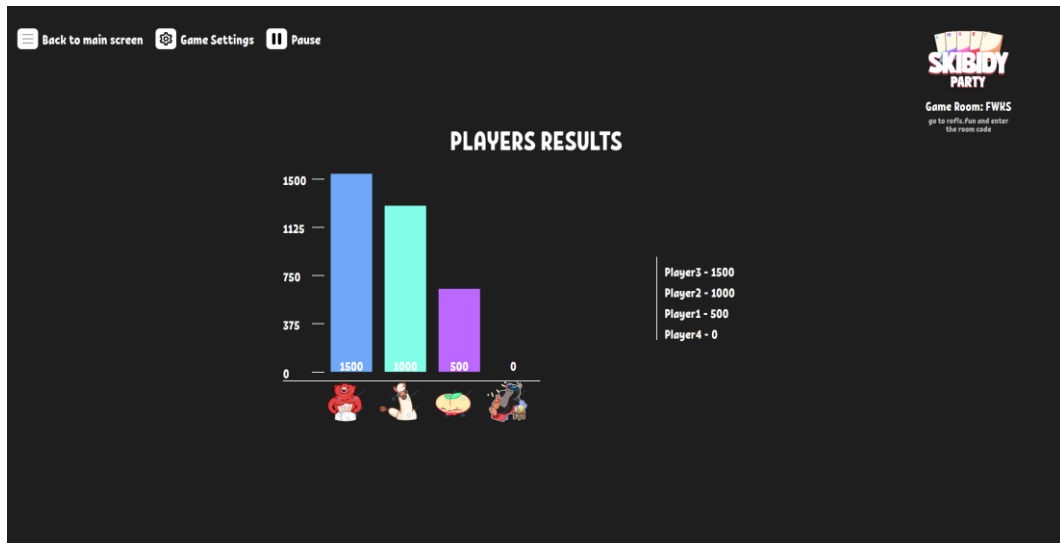 Back to main screen
Game Settings
Pause
SKIBIDY
PARTY
Game Room: FWKS
go to rofls.fun and enter
the room code
PLAYERS RESULTS
1500
1125
750
375
0
1500
1000
500
0
Player3 - 1500
Player2 - 1000
Player1 - 500
Player4 - 0